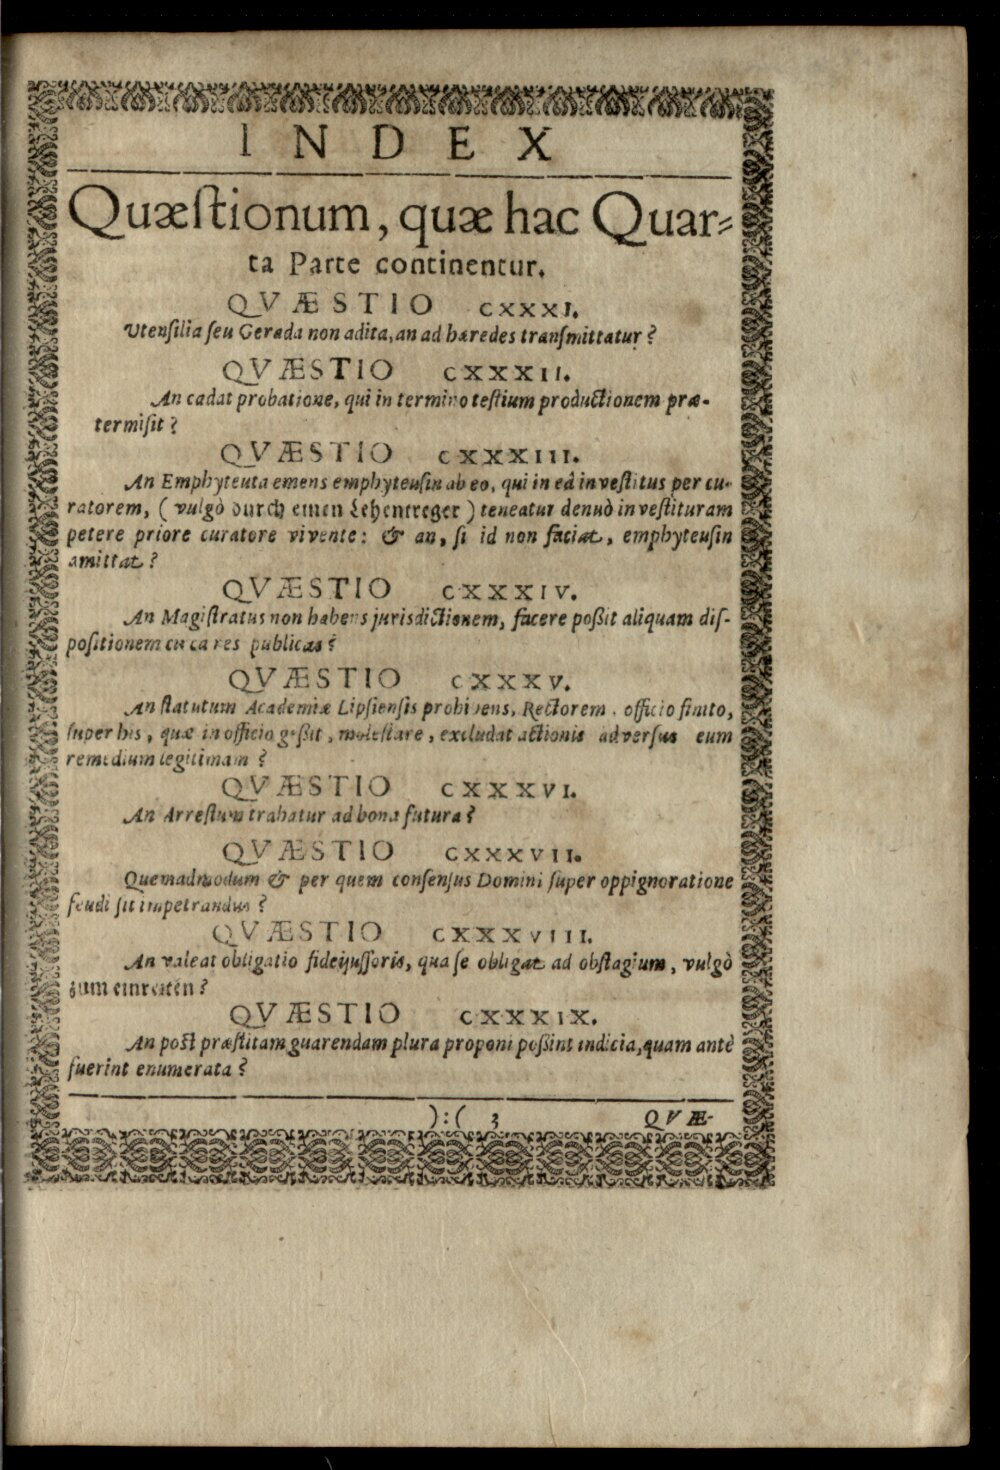 INDEX
Quæſtionum, quæ hac Quar⸗
ta Parte continentur.
QVÆSTIO CXXXI.
Vtenſilia ſeu Gerada non adita, an ad hæredes tranſmittatur?
QVÆSTIO CXXXII.
An cadat probatione, qui in termino teſtium productionem præ-
termiſit?
QVÆSTIO CXXXIII.
An Emphyteuta emens emphyteuſin ab eo, qui in eâ inveſtitus per cu-
ratorem, (vulgò durch einen Lehentreger) teneatur denuò inveſtituram
petere priore curatore vivente: & an, ſi id non faciat, emphyteuſin
amittat?
QVÆSTIO CXXXIV.
An Magiſtratus non habens jurisdictionem, facere poßit aliquam diſ-
poſitionem circa res publicas?
QVÆSTIO CXXXV.
An ſtatutum Academiæ Lipſienſis prohibens, Rectorem, officio finito,
ſuper his, quæ in officio geßit, moleſtare, excludat actionis adverſus eum
remedium legitimam?
QVÆSTIO CXXXVI.
An Arreſtum trahatur ad bona futura?
QVÆSTIO CXXXVII.
Quemadmodum & per quem conſenſus Domini ſuper oppignoratione
feudi ſit impetrandus?
QVÆSTIO CXXXVIII.
An valeat obligatio fidejuſſoris, qua ſe obligat ad obſtagium, vulgò
zum einreiten?
QVÆSTIO CXXXIX.
An poſt præſtitam guarendam plura proponi poßint indicia, quam antè
fuerint enumerata?
):( 3 QVÆ-